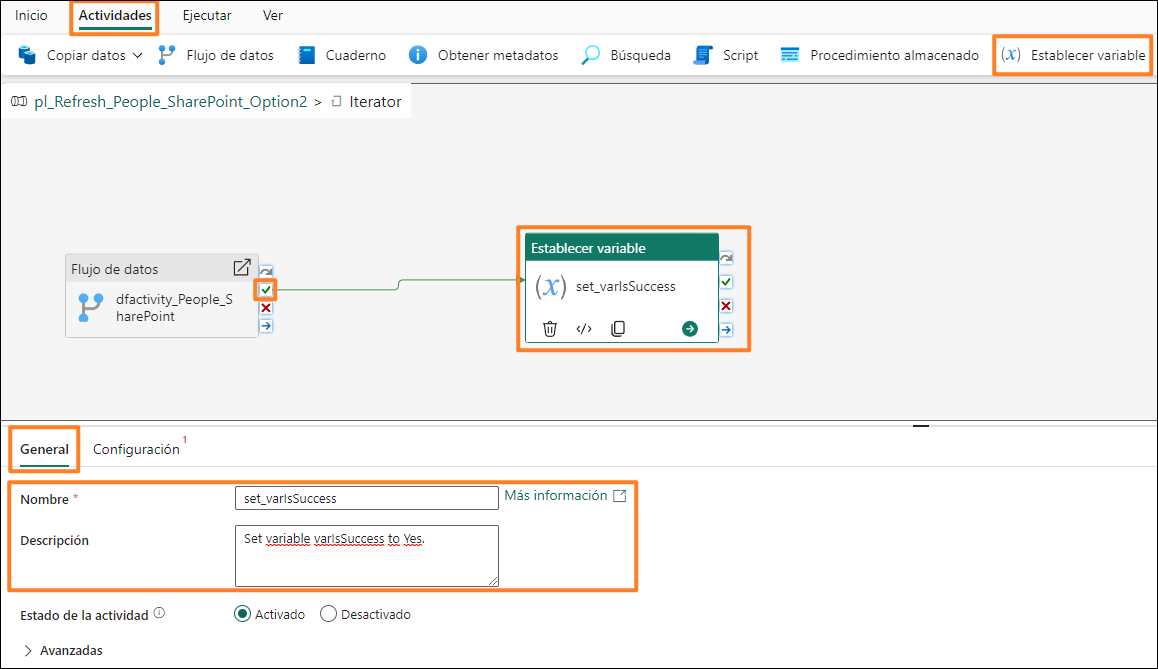 Inicio Actividades Ejecutar Ver
Copiar datos Flujo de datos Cuaderno Obtener metadatos Búsqueda Script Procedimiento almacenado (x) Establecer variable
pl_Refresh_People_SharePoint_Option2 > Iterator
Establecer variable
Flujo de datos
(x) set_varIsSuccess
dfactivity_People_S
harePoint
General Configuración 1
Nombre * set_varIsSuccess Más información
Descripción Set variable varIsSuccess to Yes.
Estado de la actividad Activado Desactivado
Avanzadas